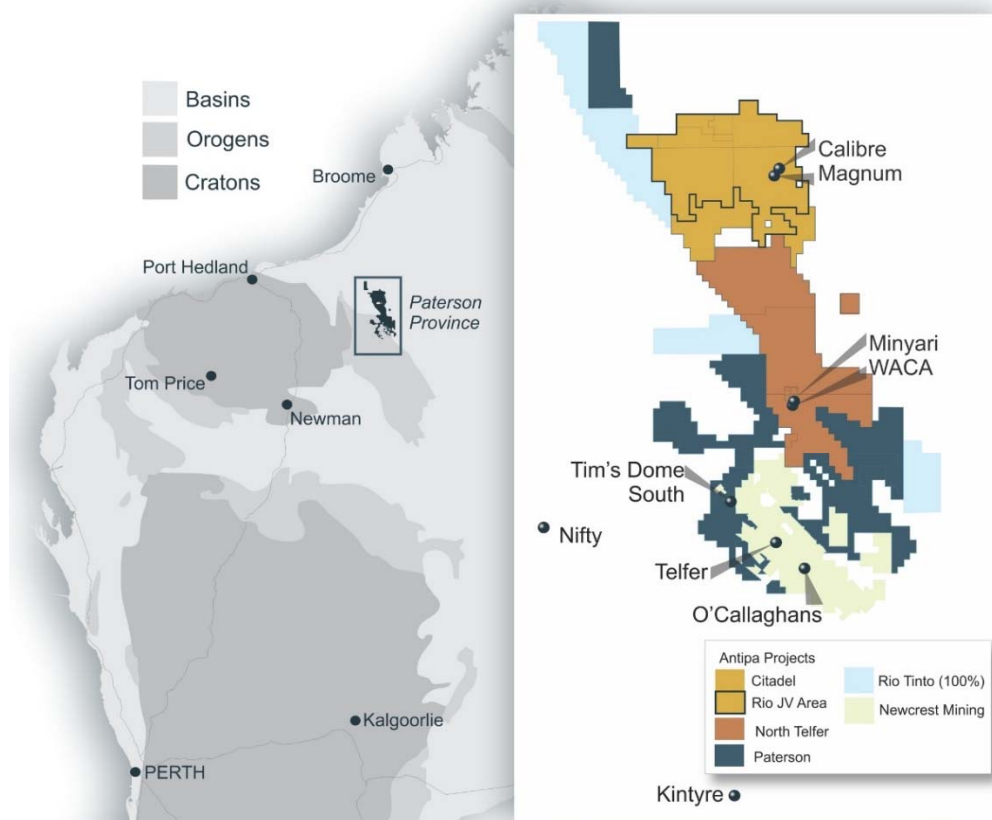 Basins
Orogens
Cratons
Broome
Port Hedland
Paterson
Province
Tom Price
Newman
Kalgoorlie
PERTH
Calibre
Magnum
Minyari
WACA
Tim's Dome
South
Nifty
Telfer
O'Callaghans
Antipa Projects
Citadel
Rio JV Area
North Telfer
Paterson
Rio Tinto (100%)
Newcrest Mining
Kintyre